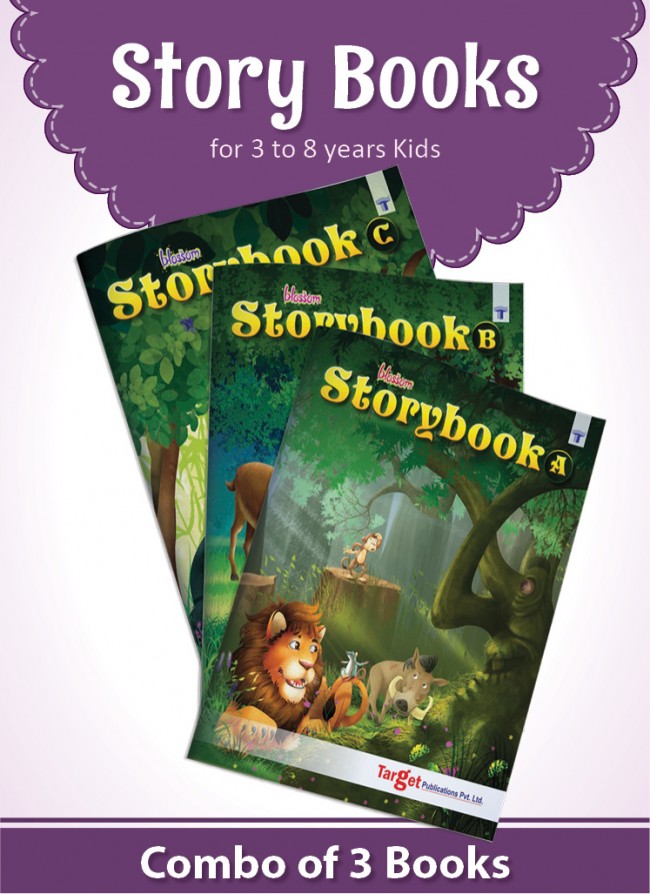 Story Books
for 3 to 8 years Kids
blossom
Storybook C
blossom
Storybook B
blossom
Storybook A
Target Publications Pvt. Ltd.
Combo of 3 Books